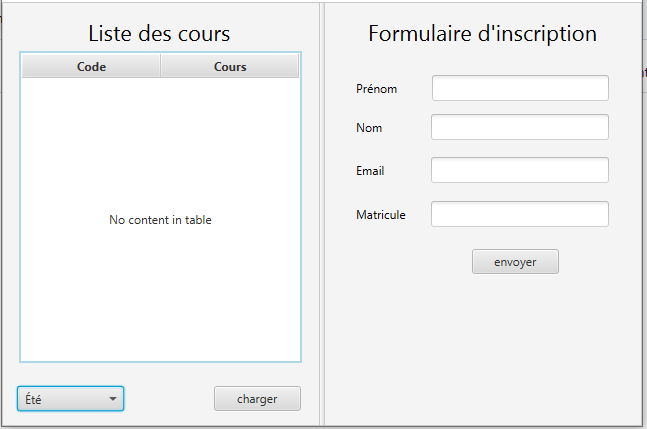 Liste des cours
Code Cours
No content in table
Été
charger
Formulaire d'inscription
Prénom
Nom
Email
Matricule
envoyer